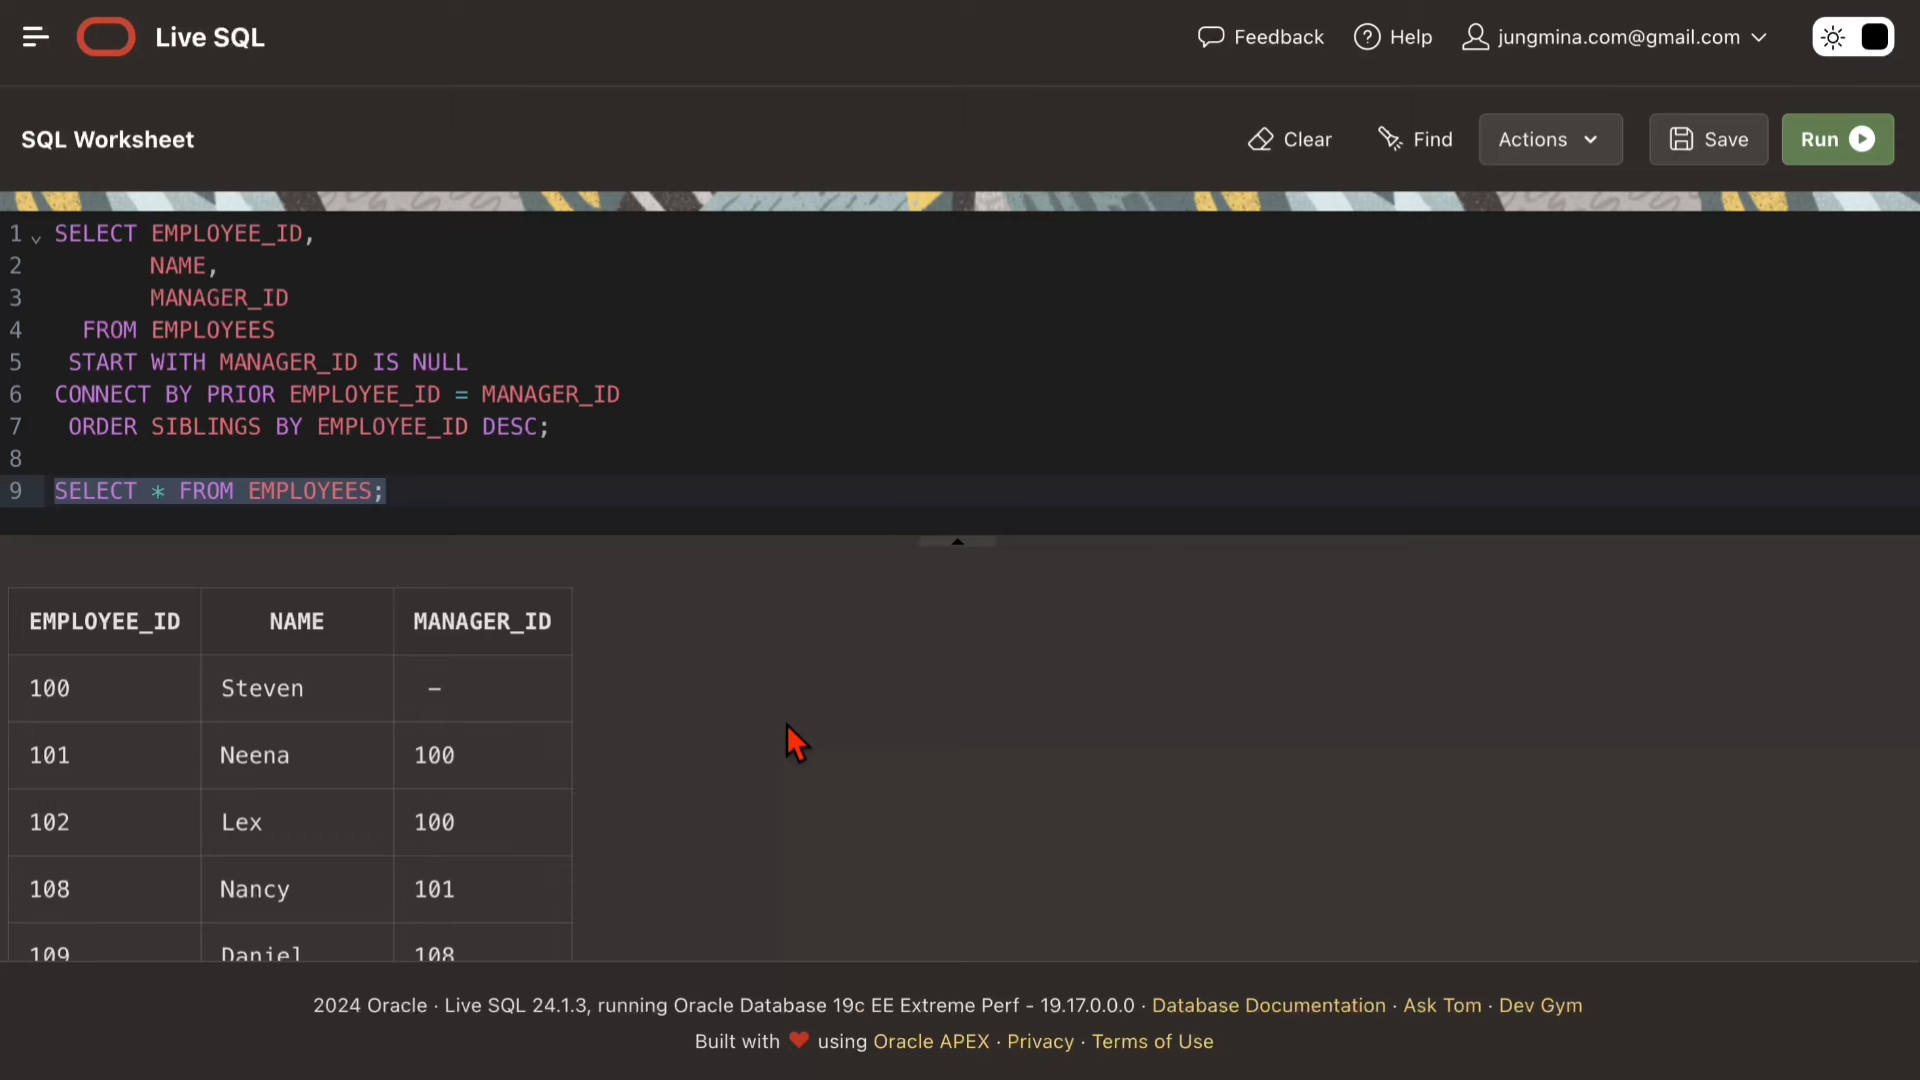 Live SQL
Feedback
Help
jungmina.com@gmail.com
SQL Worksheet
Clear
Find
Actions
Save
Run
1 SELECT EMPLOYEE_ID,
2 NAME,
3 MANAGER_ID
4 FROM EMPLOYEES
5 START WITH MANAGER_ID IS NULL
6 CONNECT BY PRIOR EMPLOYEE_ID = MANAGER_ID
7 ORDER SIBLINGS BY EMPLOYEE_ID DESC;
8
9 SELECT * FROM EMPLOYEES;
EMPLOYEE_ID NAME MANAGER_ID
100 Steven –
101 Neena 100
102 Lex 100
108 Nancy 101
109 Daniel 108
2024 Oracle · Live SQL 24.1.3, running Oracle Database 19c EE Extreme Perf - 19.17.0.0.0 · Database Documentation · Ask Tom · Dev Gym
Built with ❤ using Oracle APEX · Privacy · Terms of Use